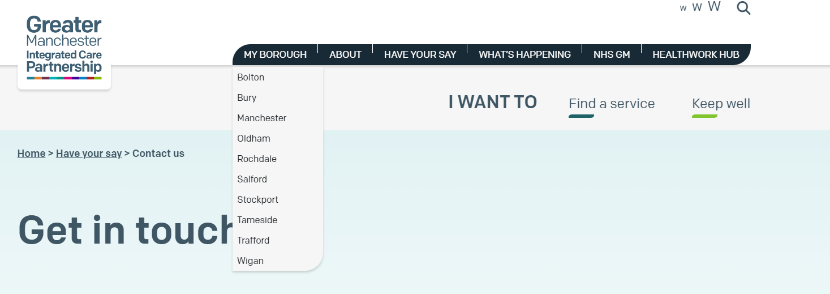 w w W
Greater
Manchester
Integrated Care
Partnership
MY BOROUGH ABOUT HAVE YOUR SAY WHAT'S HAPPENING NHS GM HEALTHWORK HUB
Bolton
Bury
Manchester
Oldham
Rochdale
Salford
Stockport
Tameside
Trafford
Wigan
I WANT TO Find a service Keep well
Home > Have your say > Contact us
Get in touch